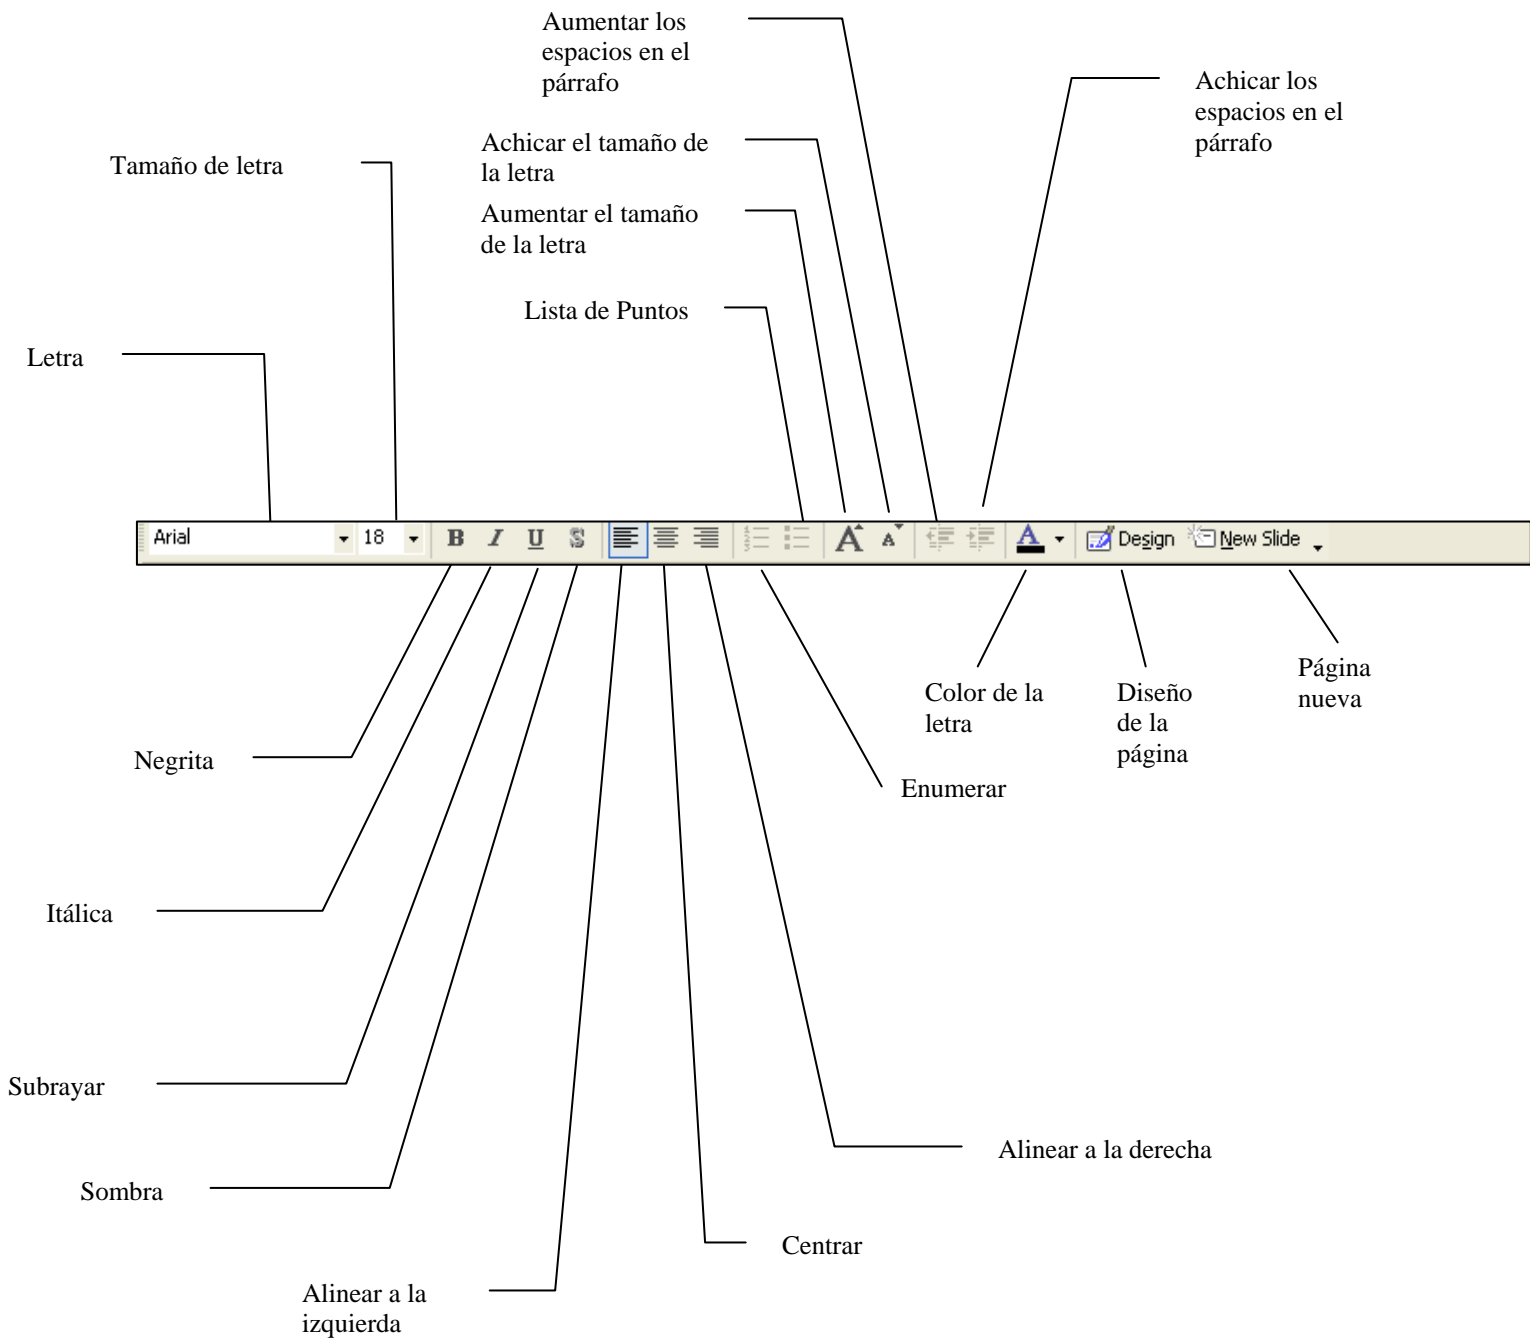 Aumentar los
espacios en el
párrafo
Achicar los
espacios en el
párrafo
Achicar el tamaño de
la letra
Tamaño de letra
Aumentar el tamaño
de la letra
Lista de Puntos
Letra
Arial 18 B I U S A A A Design New Slide
Color de la
letra
Diseño
de la
página
Página
nueva
Negrita
Enumerar
Itálica
Subrayar
Alinear a la derecha
Sombra
Centrar
Alinear a la
izquierda